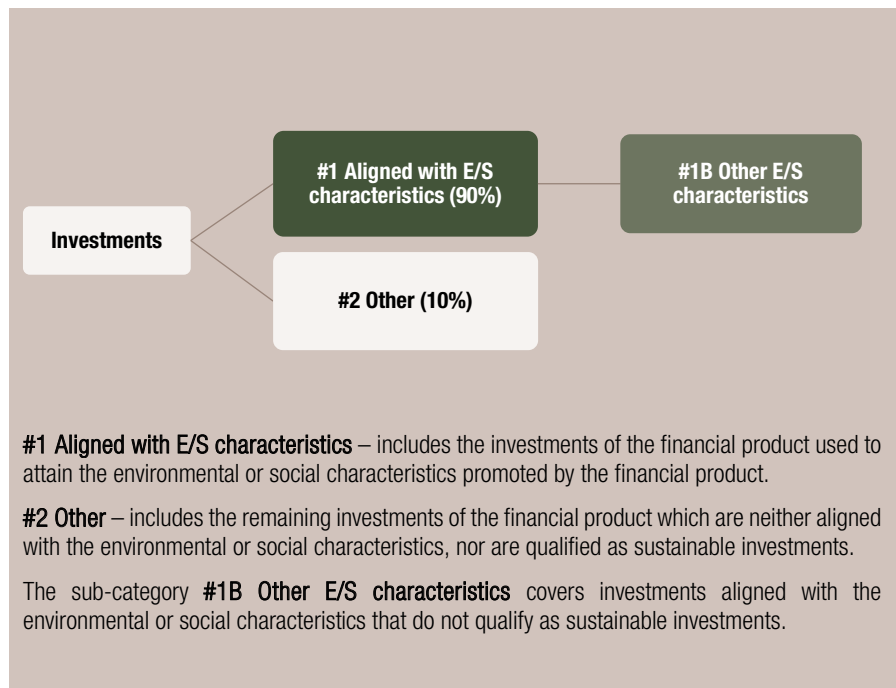 #1 Aligned with E/S
characteristics (90%)
#1B Other E/S
characteristics
Investments
#2 Other (10%)
#1 Aligned with E/S characteristics – includes the investments of the financial product used to
attain the environmental or social characteristics promoted by the financial product.
#2 Other – includes the remaining investments of the financial product which are neither aligned
with the environmental or social characteristics, nor are qualified as sustainable investments.
The sub-category #1B Other E/S characteristics covers investments aligned with the
environmental or social characteristics that do not qualify as sustainable investments.